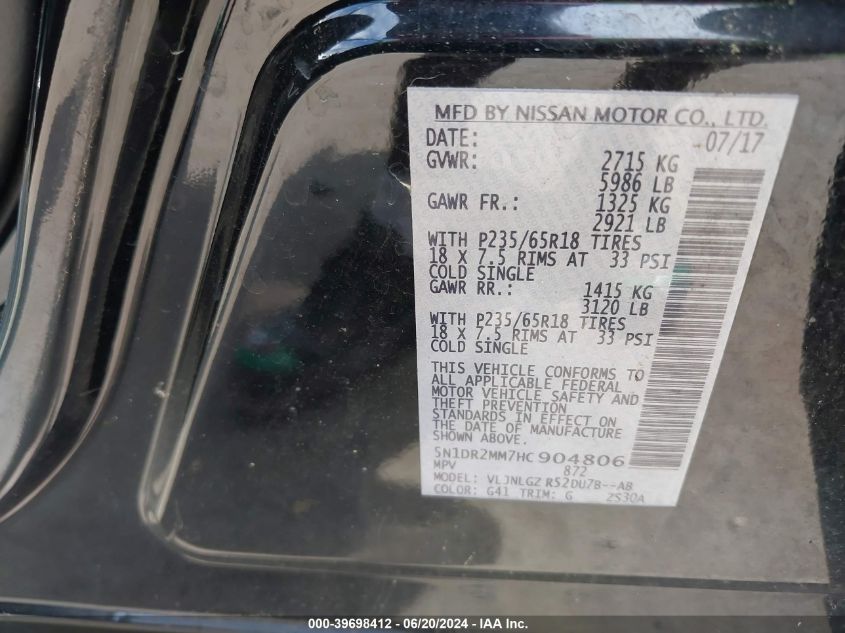 MFD BY NISSAN MOTOR CO., LTD.
DATE: 07/17
GVWR: 2715 KG
5986 LB
GAWR FR.: 1325 KG
2921 LB
WITH P235/65R18 TIRES
18 X 7.5 RIMS AT 33 PSI
COLD SINGLE
GAWR RR.: 1415 KG
3120 LB
WITH P235/65R18 TIRES
18 X 7.5 RIMS AT 33 PSI
COLD SINGLE
THIS VEHICLE CONFORMS TO
ALL APPLICABLE FEDERAL
MOTOR VEHICLE SAFETY AND
THEFT PREVENTION
STANDARDS IN EFFECT ON
THE DATE OF MANUFACTURE
SHOWN ABOVE.
5N1DR2MM7HC904806
MPV 872
MODEL: VLJNLGZ R52DU7B--AB
COLOR: G41 TRIM: G 2S30A
000-39698412 - 06/20/2024 - VLA Inc.